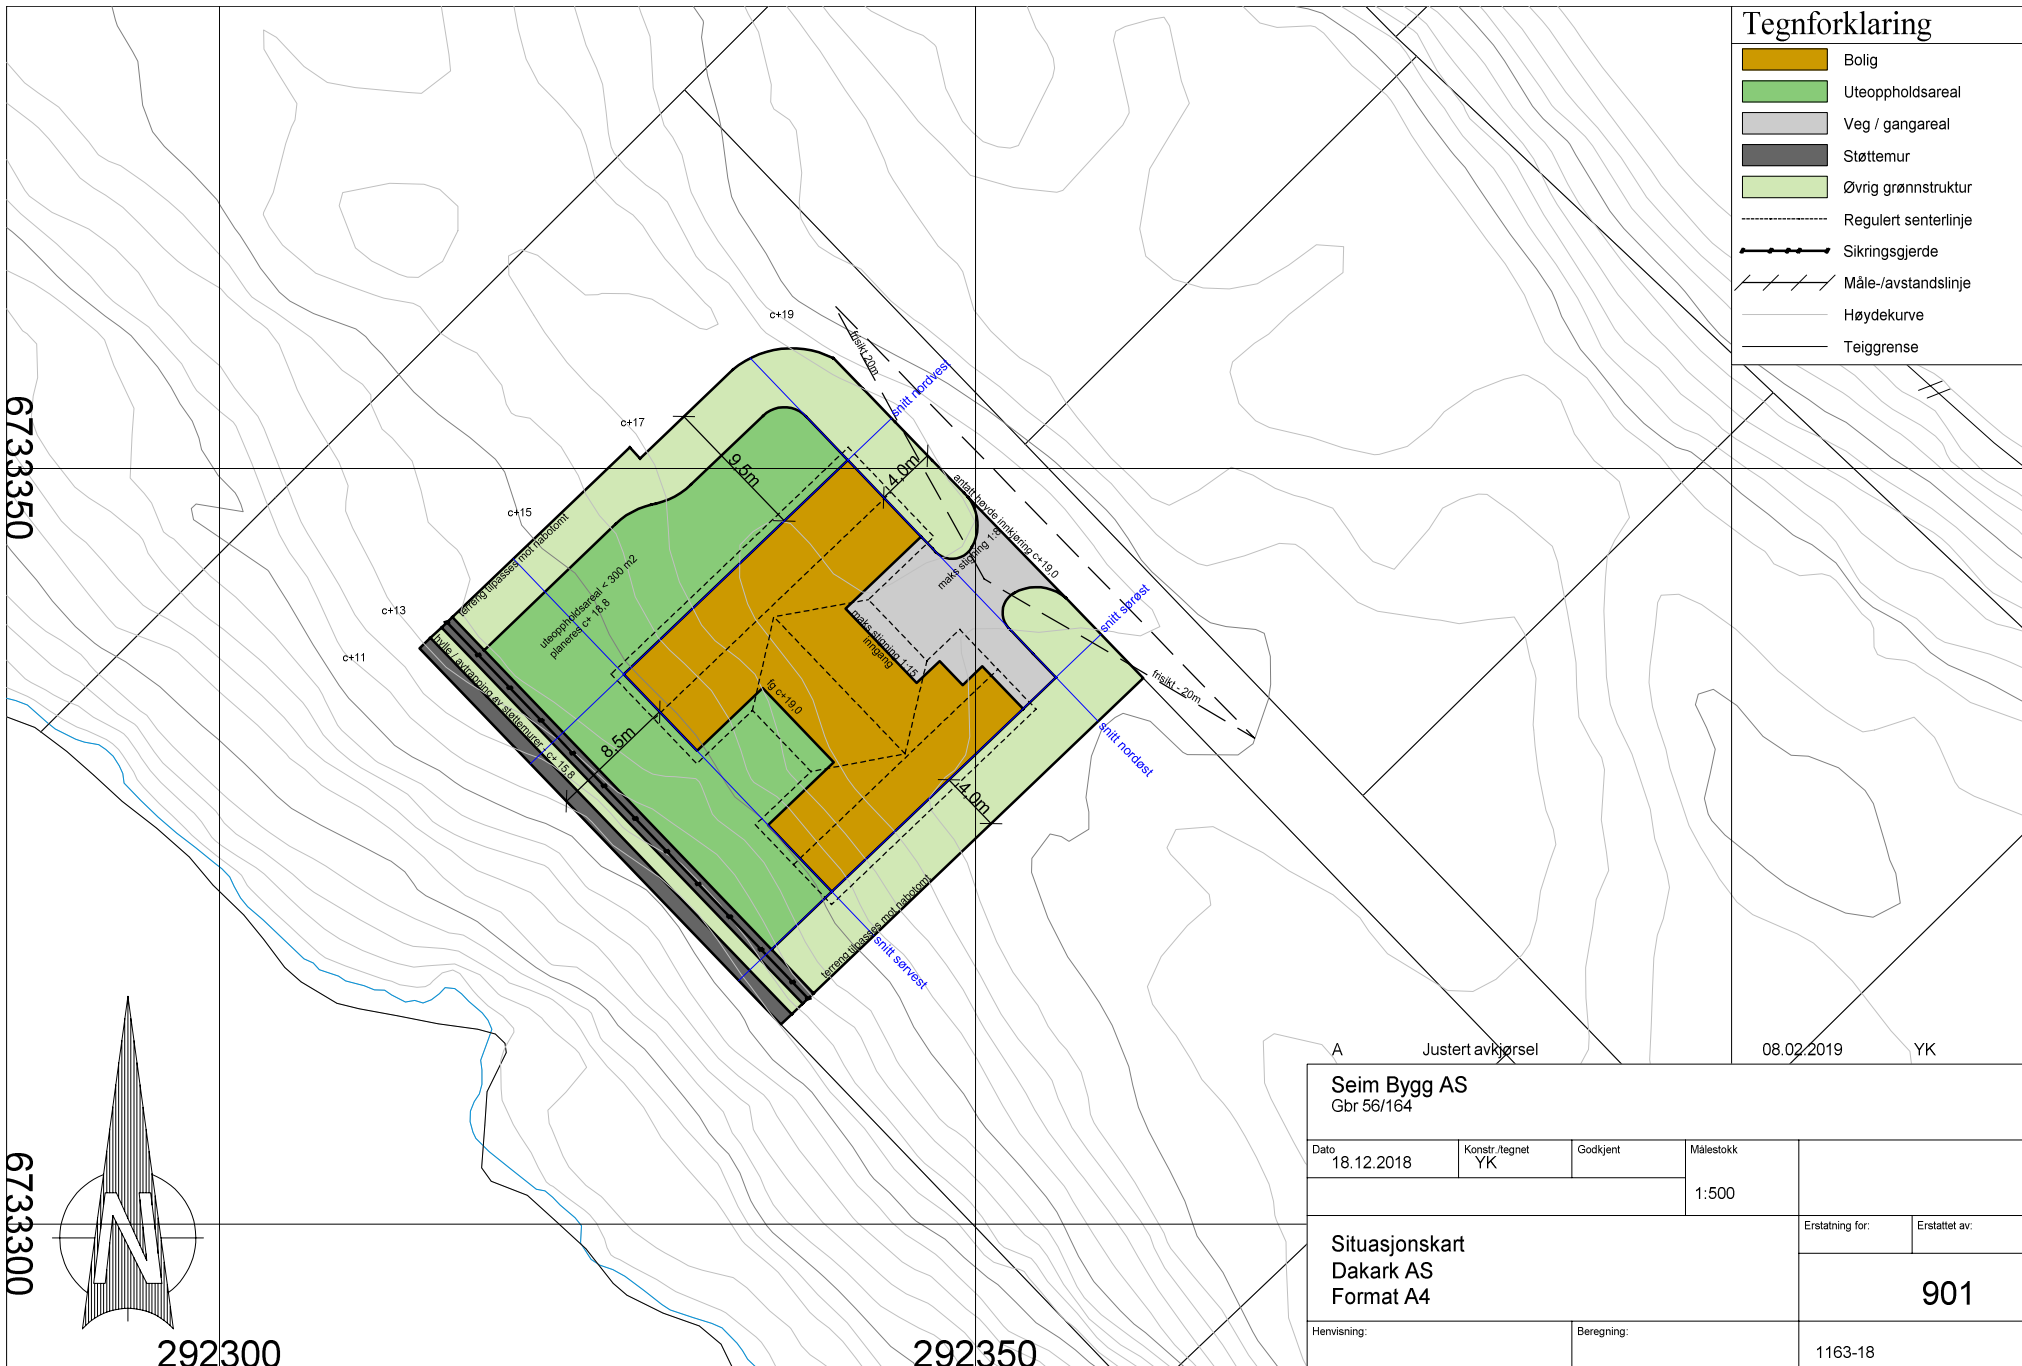 Tegnforklaring
Bolig
Uteoppholdsareal
Veg / gangareal
Støttemur
Øvrig grønnstruktur
Regulert senterlinje
Sikringsgjerde
Måle-/avstandslinje
Høydekurve
Teiggrense
c+19
frisikt 20m
snitt nordvest
c+17
9,5m
4,0m
antatt høyde innkjøring c+19.0
maks stigning 1:8
c+15
terreng tilpasses mot nabotomt
uteoppholdsareal < 300 m2
planeres c+ 18.8
c+13
c+11
hylle / avtrapping av støttemurer - c+ 15.8
maks stigning 1:15
inngang
snitt sørøst
frisikt - 20m
fg c+19,0
8,5m
snitt nordøst
4,0m
terreng tilpasses mot nabotomt
snitt sørvest
6733350
6733300
292300
292350
N
A Justert avkjørsel 08.02.2019 YK
Seim Bygg AS
Gbr 56/164
Dato Konstr./tegnet Godkjent Målestokk
18.12.2018 YK
1:500
Erstatning for: Erstattet av:
Situasjonskart
Dakark AS
Format A4
901
Henvisning: Beregning:
1163-18